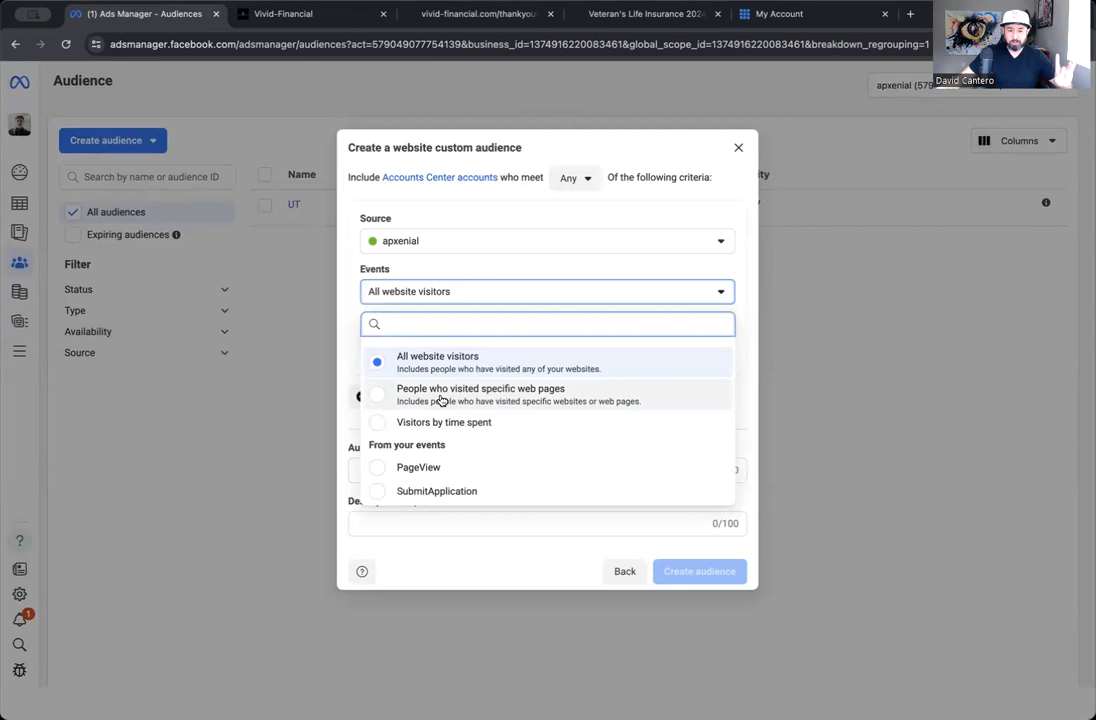 (1) Ads Manager - Audiences
Vivid-Financial
vivid-financial.com/thankyou
Veteran's Life Insurance 2024
My Account
adsmanager.facebook.com/adsmanager/audiences?act=579049077754139&business_id=1374916220083461&global_scope_id=1374916220083461&breakdown_regrouping=1
David Cantero
Audience
apxenial (579
Create audience
Columns
Search by name or audience ID
Name
All audiences
UT
Expiring audiences
Filter
Status
Type
Availability
Source
1
Create a website custom audience
Include Accounts Center accounts who meet Any Of the following criteria:
Source
apxenial
Events
All website visitors
All website visitors
Includes people who have visited any of your websites.
People who visited specific web pages
Includes people who have visited specific websites or web pages.
Visitors by time spent
From your events
PageView
SubmitApplication
0/100
Back
Create audience